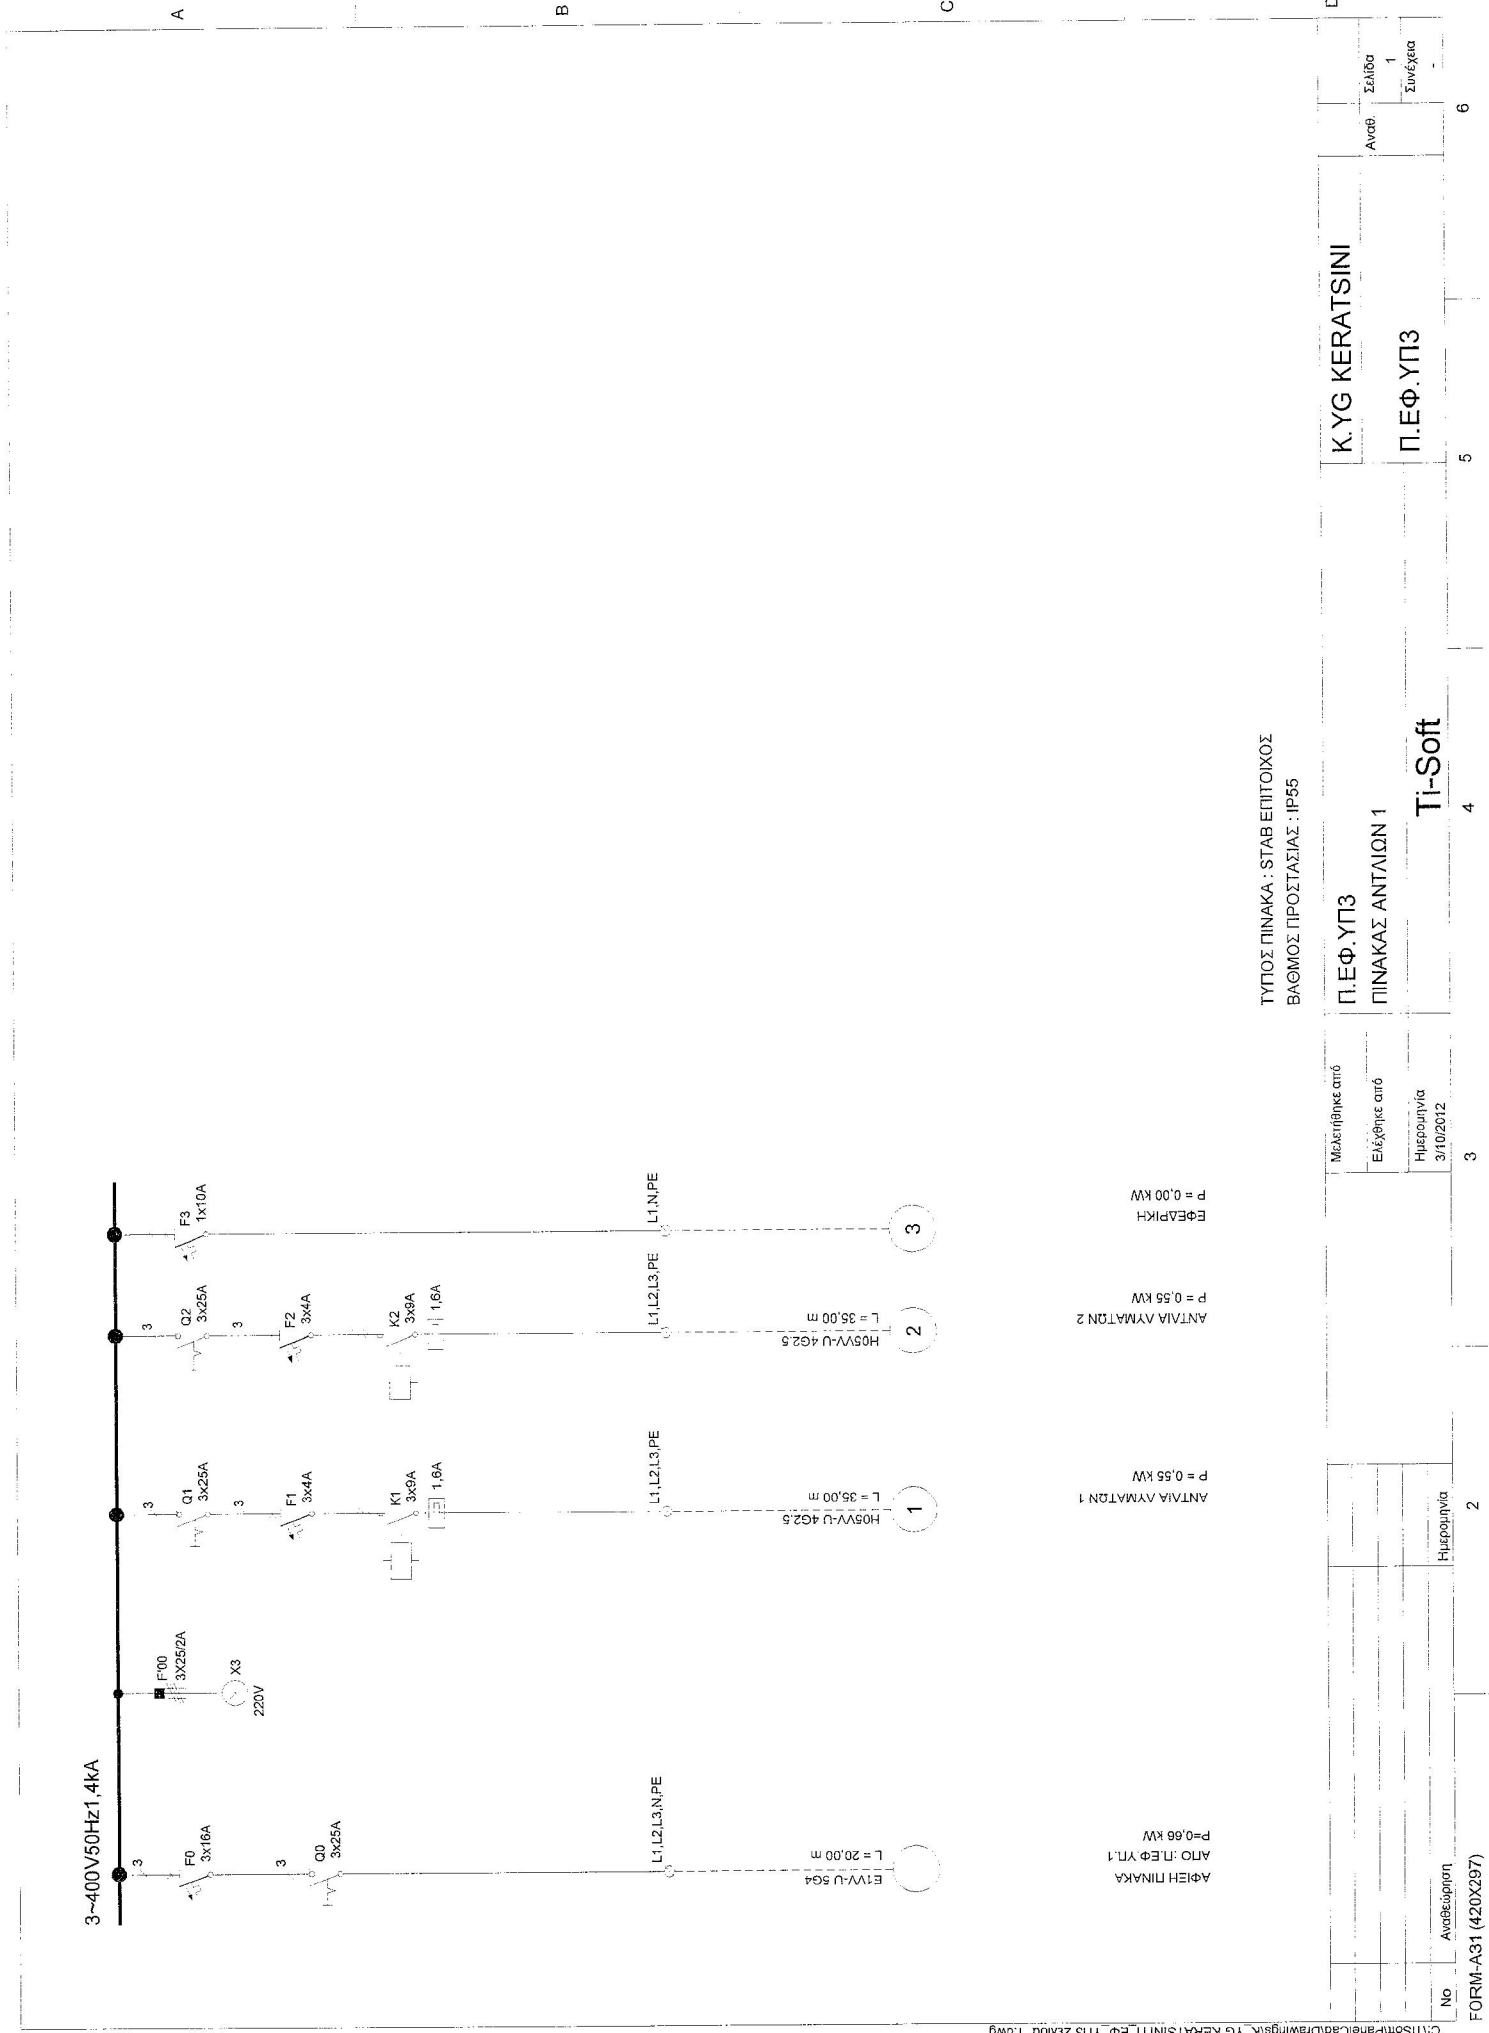 A
B
C
D
3~400V50Hz1,4kA
3
F0
3x16A
3
Q0
3x25A
L1,L2,L3,N,PE
E1VV-U 5G4
L = 20,00 m
ΑΦΙΞΗ ΠΙΝΑΚΑ
ΑΠΟ :Π.ΕΦ.ΥΠ.1
P=0,66 kW
F'00
3X25/2A
X3
220V
3
Q1
3x25A
3
F1
3x4A
K1
3x9A
1,6A
L1,L2,L3,PE
H05VV-U 4G2.5
L = 35,00 m
1
ΑΝΤΛΙΑ ΛΥΜΑΤΩΝ 1
P = 0,55 kW
3
Q2
3x25A
3
F2
3x4A
K2
3x9A
1,6A
L1,L2,L3,PE
H05VV-U 4G2.5
L = 35,00 m
2
ΑΝΤΛΙΑ ΛΥΜΑΤΩΝ 2
P = 0,55 kW
F3
1x10A
L1,N,PE
3
ΕΦΕΔΡΙΚΗ
P = 0,00 kW
ΤΥΠΟΣ ΠΙΝΑΚΑ : STAB ΕΠΙΤΟΙΧΟΣ
ΒΑΘΜΟΣ ΠΡΟΣΤΑΣΙΑΣ : IP55
No
Αναθεώρηση
Ημερομηνία
Μελετήθηκε από
Ελέχθηκε από
Ημερομηνία
3/10/2012
Π.ΕΦ.ΥΠ3
ΠΙΝΑΚΑΣ ΑΝΤΛΙΩΝ 1
Ti-Soft
K.YG KERATSINI
Π.ΕΦ.ΥΠ3
Αναθ.
Σελίδα
1
Συνέχεια
-
FORM-A31 (420X297)
2
3
4
5
6